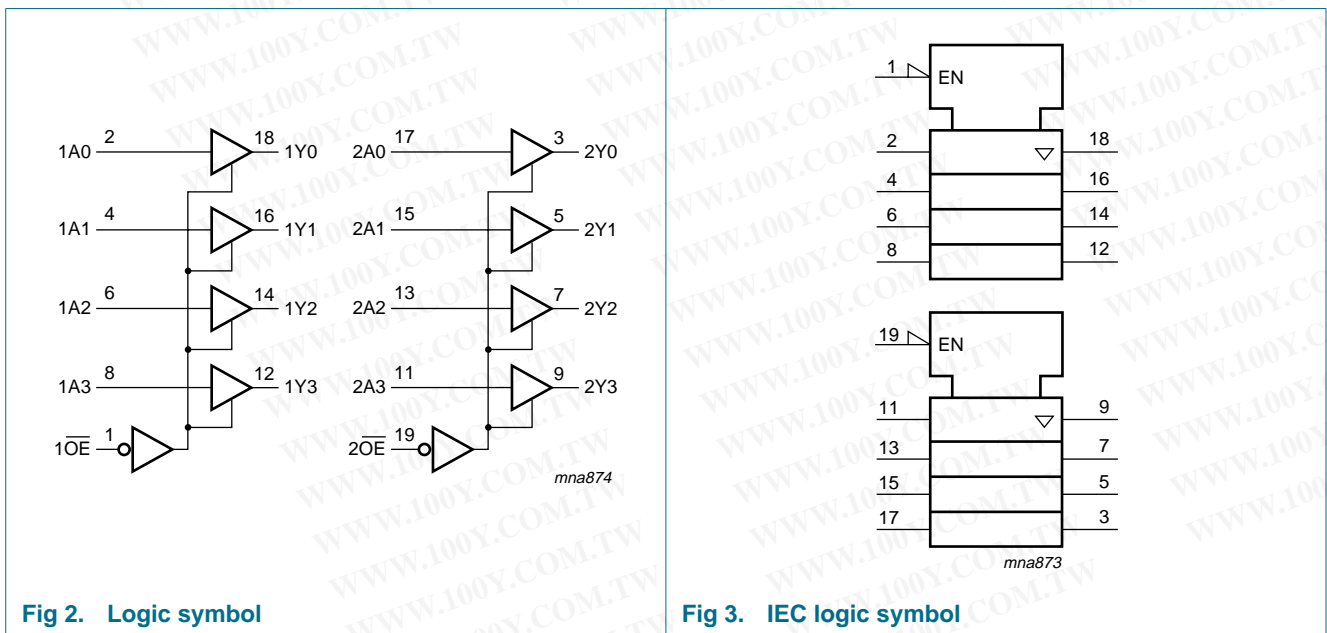 1A0 2 18 1Y0
1A1 4 16 1Y1
1A2 6 14 1Y2
1A3 8 12 1Y3
1O̅E̅ 1
2A0 17 3 2Y0
2A1 15 5 2Y1
2A2 13 7 2Y2
2A3 11 9 2Y3
2O̅E̅ 19
mna874
Fig 2. Logic symbol
1 EN
2 18
4 16
6 14
8 12
19 EN
11 9
13 7
15 5
17 3
mna873
Fig 3. IEC logic symbol
WWW.100Y.COM.TW